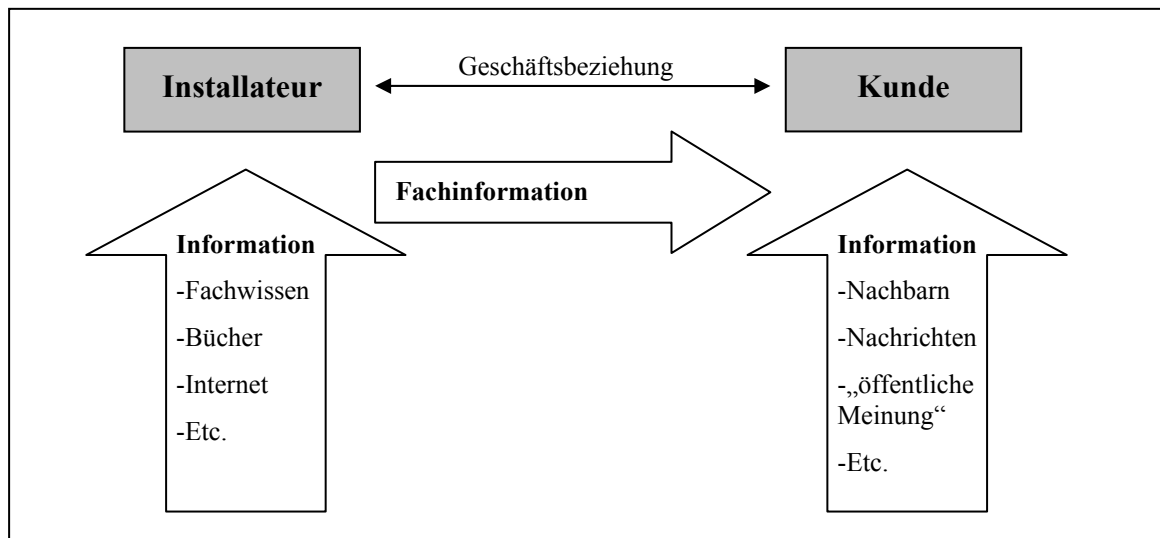 Installateur
Geschäftsbeziehung
Kunde
Fachinformation
Information
-Fachwissen
-Bücher
-Internet
-Etc.
Information
-Nachbarn
-Nachrichten
-„öffentliche
Meinung“
-Etc.